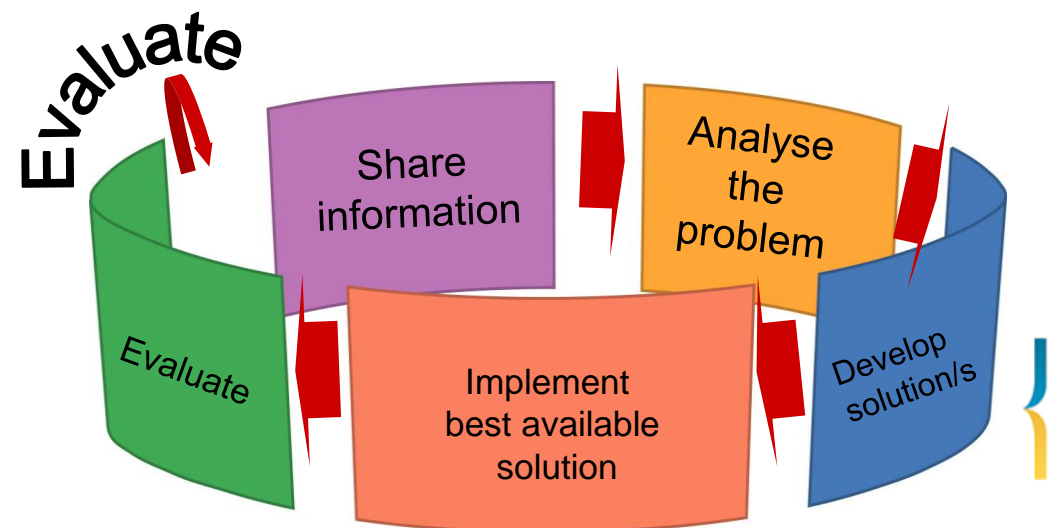 Evaluate
Share
information
Analyse
the
problem
Develop
solution/s
Implement
best available
solution
Evaluate